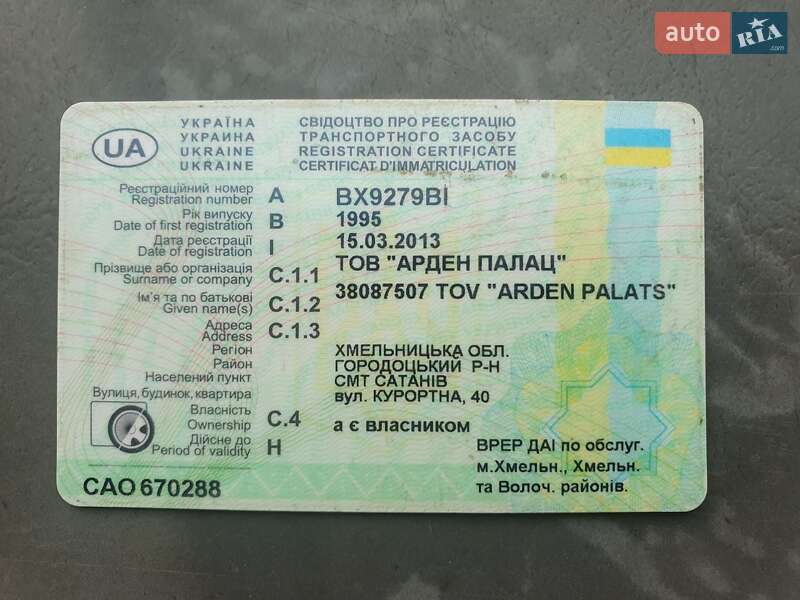 auto RIA.com
УКРАЇНА
УКРАИНА
UKRAINE
UKRAINE
UA
СВІДОЦТВО ПРО РЕЄСТРАЦІЮ
ТРАНСПОРТНОГО ЗАСОБУ
REGISTRATION CERTIFICATE
CERTIFICAT D'IMMATRICULATION
Реєстраційний номер
Registration number A BX9279BI
Рік випуску
Date of first registration B 1995
Дата реєстрації
Date of registration I 15.03.2013
Прізвище або організація
Surname or company C.1.1 ТОВ "АРДЕН ПАЛАЦ"
38087507 TOV "ARDEN PALATS"
Ім'я та по батькові
Given name(s) C.1.2
Адреса
Address C.1.3
Регіон ХМЕЛЬНИЦЬКА ОБЛ.
Район ГОРОДОЦЬКИЙ Р-Н
Населений пункт СМТ САТАНІВ
Вулиця, будинок, квартира вул. КУРОРТНА, 40
Власність
Ownership C.4 а є власником
Дійсне до
Period of validity H
ВРЕР ДАІ по обслуг.
м.Хмельн., Хмельн.
та Волоч. районів.
САО 670288